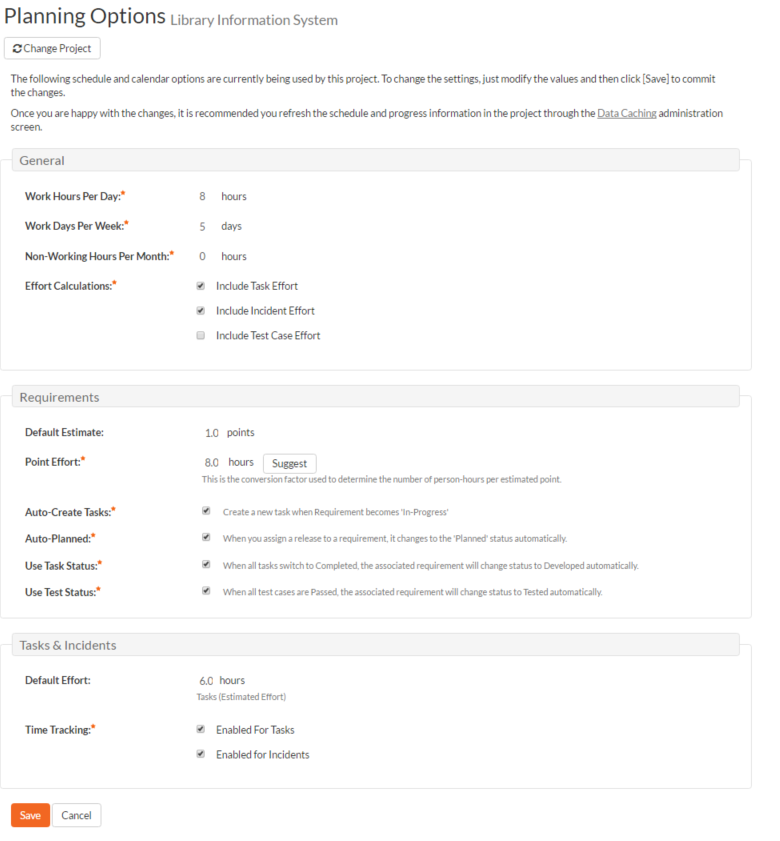 Planning Options Library Information System
Change Project
The following schedule and calendar options are currently being used by this project. To change the settings, just modify the values and then click [Save] to commit
the changes.
Once you are happy with the changes, it is recommended you refresh the schedule and progress information in the project through the Data Caching administration
screen.
General
Work Hours Per Day:* 8 hours
Work Days Per Week:* 5 days
Non-Working Hours Per Month:* 0 hours
Effort Calculations:* Include Task Effort
Include Incident Effort
Include Test Case Effort
Requirements
Default Estimate: 1.0 points
Point Effort:* 8.0 hours Suggest
This is the conversion factor used to determine the number of person-hours per estimated point.
Auto-Create Tasks:* Create a new task when Requirement becomes 'In-Progress'
Auto-Planned:* When you assign a release to a requirement, it changes to the 'Planned' status automatically.
Use Task Status:* When all tasks switch to Completed, the associated requirement will change status to Developed automatically.
Use Test Status:* When all test cases are Passed, the associated requirement will change status to Tested automatically.
Tasks & Incidents
Default Effort: 6.0 hours
Tasks (Estimated Effort)
Time Tracking:* Enabled For Tasks
Enabled for Incidents
Save Cancel